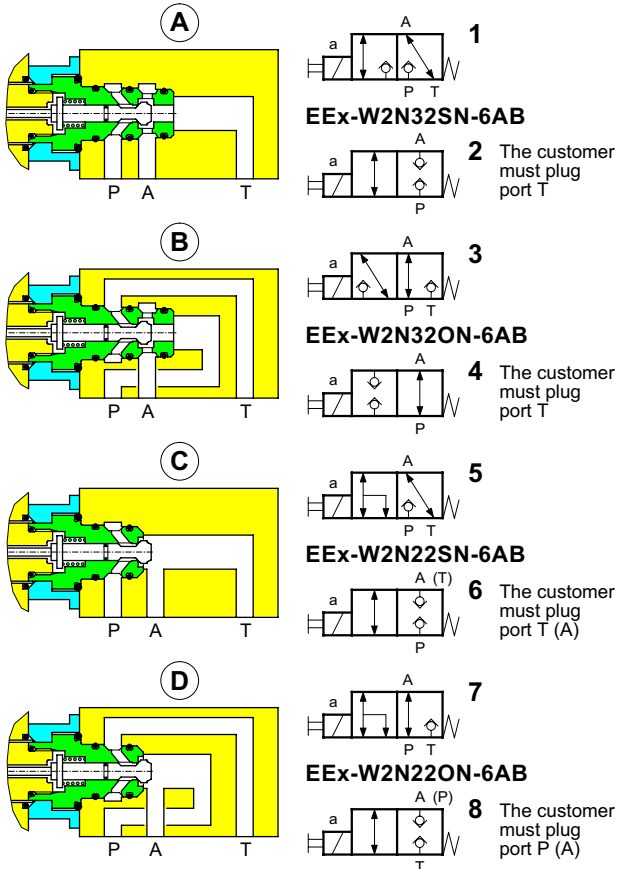 A
P A T
A
a
1
P T
EEx-W2N32SN-6AB
A
a
2 The customer
must plug
port T
P
B
P A T
A
a
3
P T
EEx-W2N32ON-6AB
A
a
4 The customer
must plug
port T
P
C
P A T
A
a
5
P T
EEx-W2N22SN-6AB
A (T)
a
6 The customer
must plug
port T (A)
P
D
P A T
A
a
7
P T
EEx-W2N22ON-6AB
A (P)
a
8 The customer
must plug
port P (A)
T